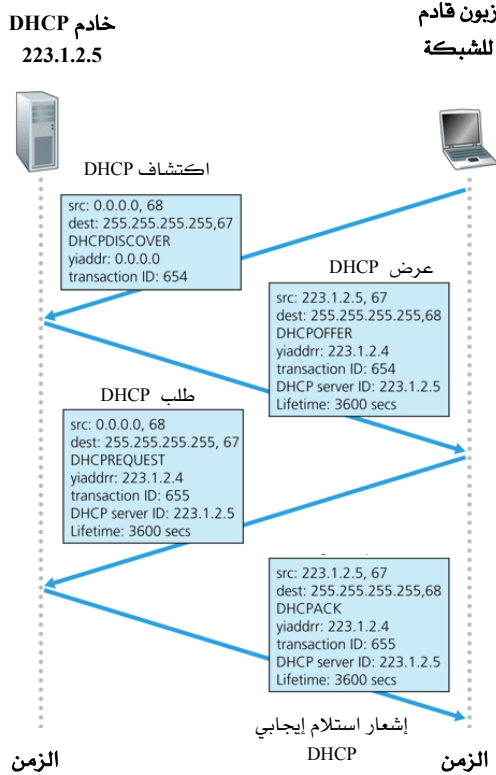 خادم DHCP
223.1.2.5
زبون قادم
للشبكة
اكتشاف DHCP
src: 0.0.0.0, 68
dest: 255.255.255.255,67
DHCPDISCOVER
yiaddr: 0.0.0.0
transaction ID: 654
عرض DHCP
src: 223.1.2.5, 67
dest: 255.255.255.255,68
DHCPOFFER
yiaddrr: 223.1.2.4
transaction ID: 654
DHCP server ID: 223.1.2.5
Lifetime: 3600 secs
طلب DHCP
src: 0.0.0.0, 68
dest: 255.255.255.255, 67
DHCPREQUEST
yiaddrr: 223.1.2.4
transaction ID: 655
DHCP server ID: 223.1.2.5
Lifetime: 3600 secs
src: 223.1.2.5, 67
dest: 255.255.255.255,68
DHCPACK
yiaddrr: 223.1.2.4
transaction ID: 655
DHCP server ID: 223.1.2.5
Lifetime: 3600 secs
إشعار استلام إيجابي
DHCP
الزمن
الزمن